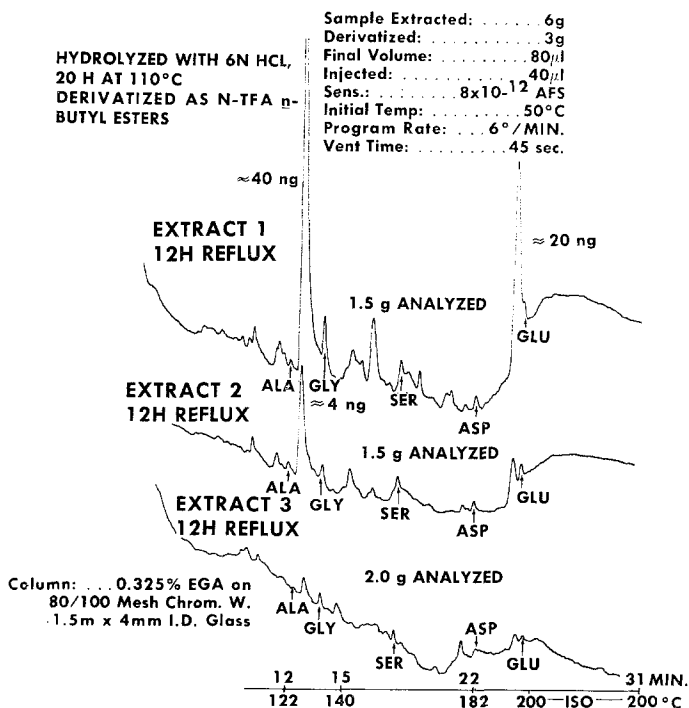 HYDROLYZED WITH 6N HCL,
20 H AT 110°C
DERIVATIZED AS N-TFA n-
BUTYL ESTERS
Sample Extracted: . . . . . . 6g
Derivatized: . . . . . . . . . . . 3g
Final Volume: . . . . . . . . 80µl
Injected: . . . . . . . . . . . . 40µl
Sens.: . . . . . . 8x10-12 AFS
Initial Temp: . . . . . . . . 50°C
Program Rate: . . . 6°/MIN.
Vent Time: . . . . . . . . 45 sec.
≈40 ng
EXTRACT 1
12H REFLUX
≈ 20 ng
1.5 g ANALYZED
GLU
ALA
GLY
SER
ASP
EXTRACT 2
12H REFLUX
≈ 4 ng
1.5 g ANALYZED
ALA
GLY
SER
ASP
GLU
EXTRACT 3
12H REFLUX
2.0 g ANALYZED
Column: . . . 0.325% EGA on
80/100 Mesh Chrom. W.
1.5m x 4mm I.D. Glass
ALA
GLY
SER
ASP
GLU
12 15 22 31 MIN.
122 140 182 200 —ISO— 200 °C